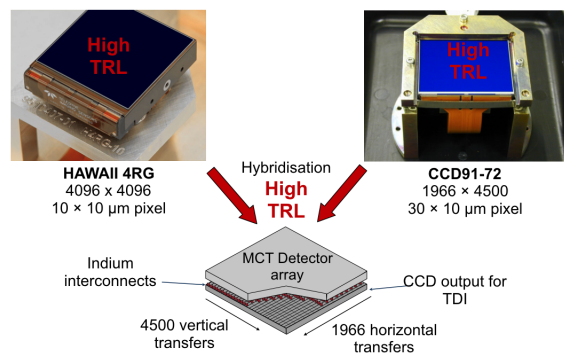 High
TRL
High
TRL
HAWAII 4RG
4096 x 4096
10 × 10 µm pixel
Hybridisation
High
TRL
CCD91-72
1966 × 4500
30 × 10 µm pixel
MCT Detector
array
Indium
interconnects
CCD output for
TDI
4500 vertical
transfers
1966 horizontal
transfers